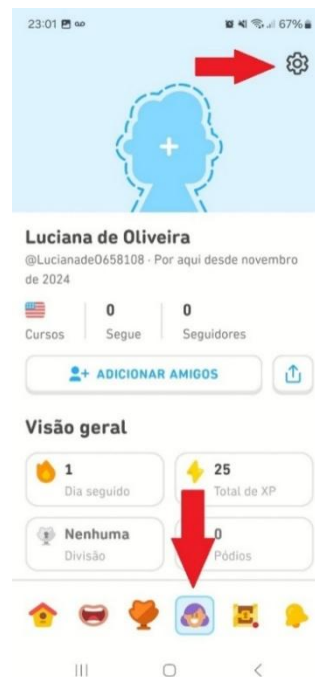 23:01
67%
Luciana de Oliveira
@Lucianade0658108 · Por aqui desde novembro
de 2024
0 0
Cursos Segue Seguidores
ADICIONAR AMIGOS
Visão geral
1 25
Dia seguido Total de XP
Nenhuma 0
Divisão Pódios